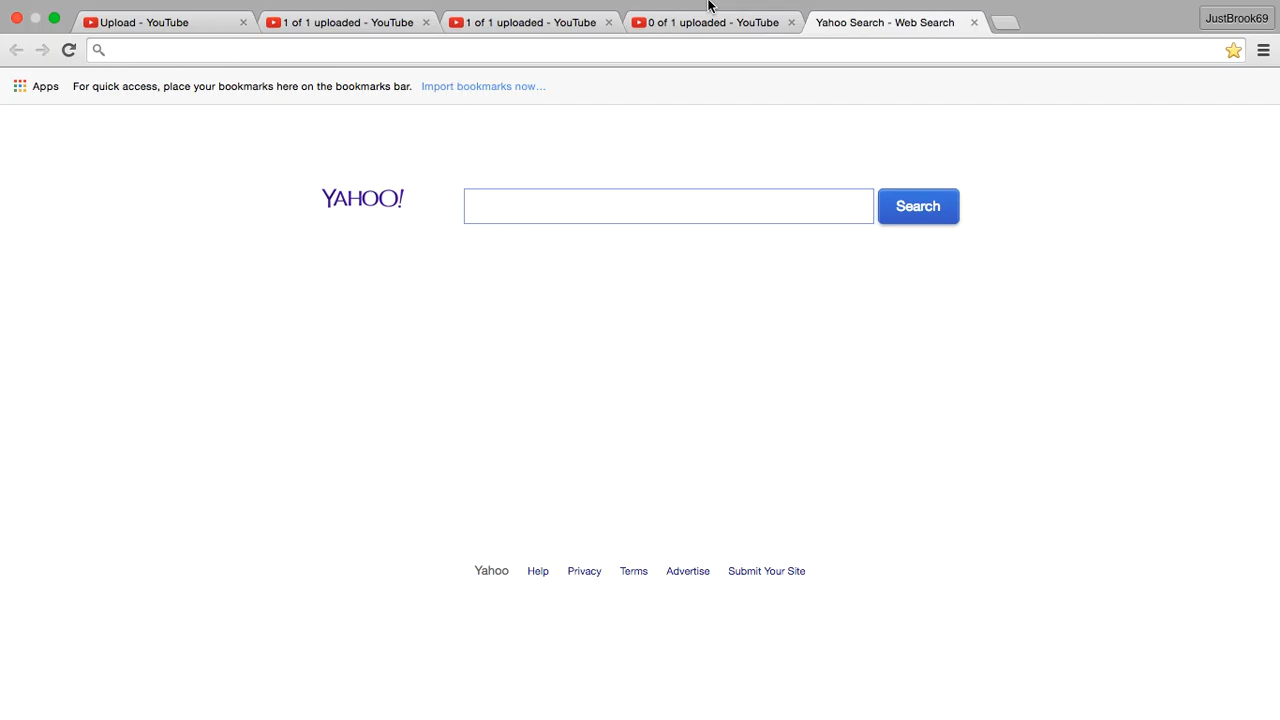 Upload - YouTube
1 of 1 uploaded - YouTube
1 of 1 uploaded - YouTube
0 of 1 uploaded - YouTube
Yahoo Search - Web Search
JustBrook69
Apps For quick access, place your bookmarks here on the bookmarks bar. Import bookmarks now...
YAHOO!
Search
Yahoo Help Privacy Terms Advertise Submit Your Site